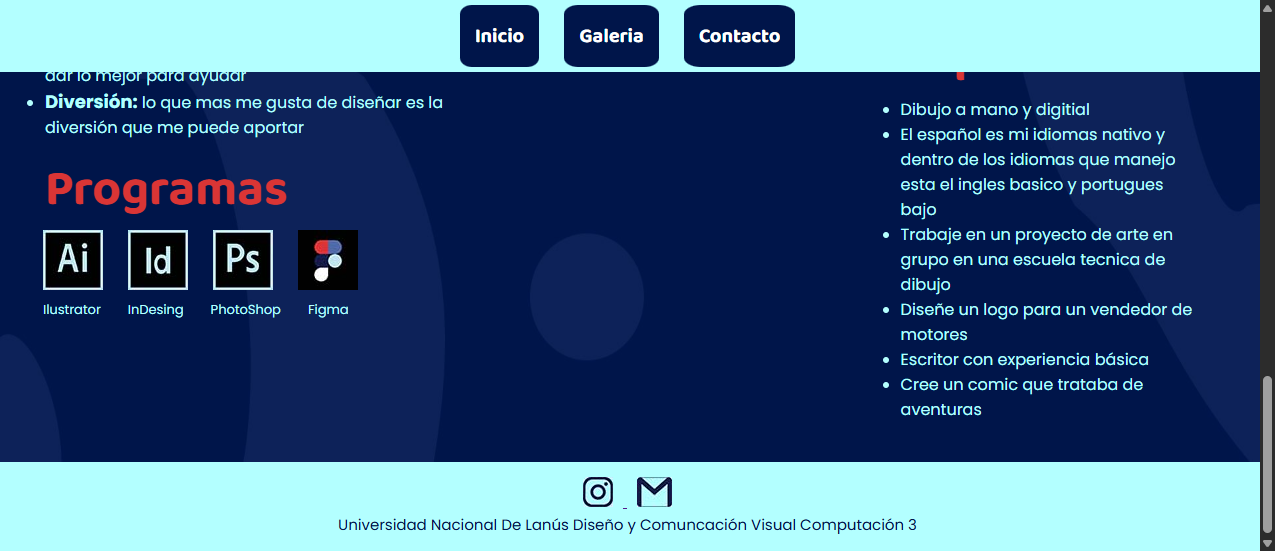 Inicio Galeria Contacto
dar lo mejor para ayudar
Diversión: lo que mas me gusta de diseñar es la
diversión que me puede aportar
Programas
Ai Id Ps
Ilustrator InDesing PhotoShop Figma
Dibujo a mano y digitial
El español es mi idiomas nativo y
dentro de los idiomas que manejo
esta el ingles basico y portugues
bajo
Trabaje en un proyecto de arte en
grupo en una escuela tecnica de
dibujo
Diseñe un logo para un vendedor de
motores
Escritor con experiencia básica
Cree un comic que trataba de
aventuras
Universidad Nacional De Lanús Diseño y Comuncación Visual Computación 3